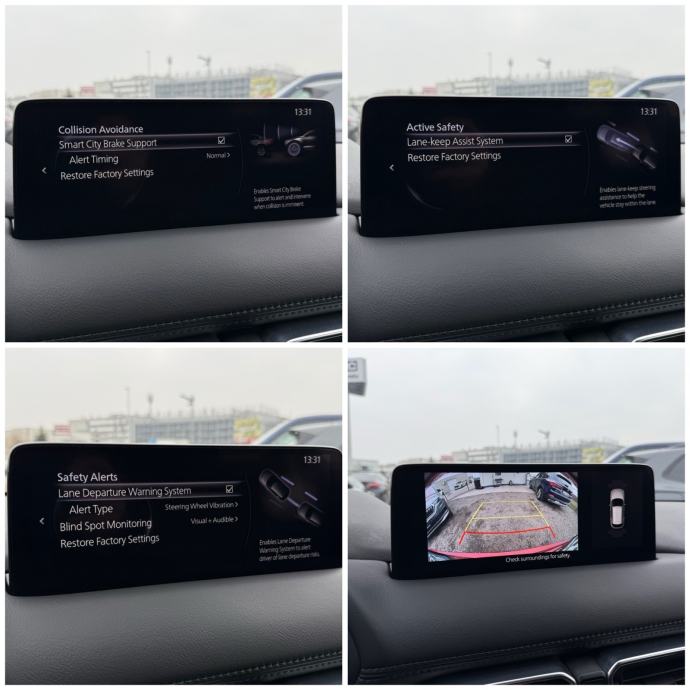 13:31
Collision Avoidance
Smart City Brake Support
Alert Timing
Normal
Restore Factory Settings
Enables Smart City Brake
Support to alert and intervene
when collision is imminent.
13:31
Active Safety
Lane-keep Assist System
Restore Factory Settings
Enables lane-keep steering
assistance to help the
vehicle stay within the lane.
13:31
Safety Alerts
Lane Departure Warning System
Alert Type
Steering Wheel Vibration
Blind Spot Monitoring
Visual + Audible
Restore Factory Settings
Enables Lane Departure
Warning System to alert
driver of lane departure risks.
Check surroundings for safety.